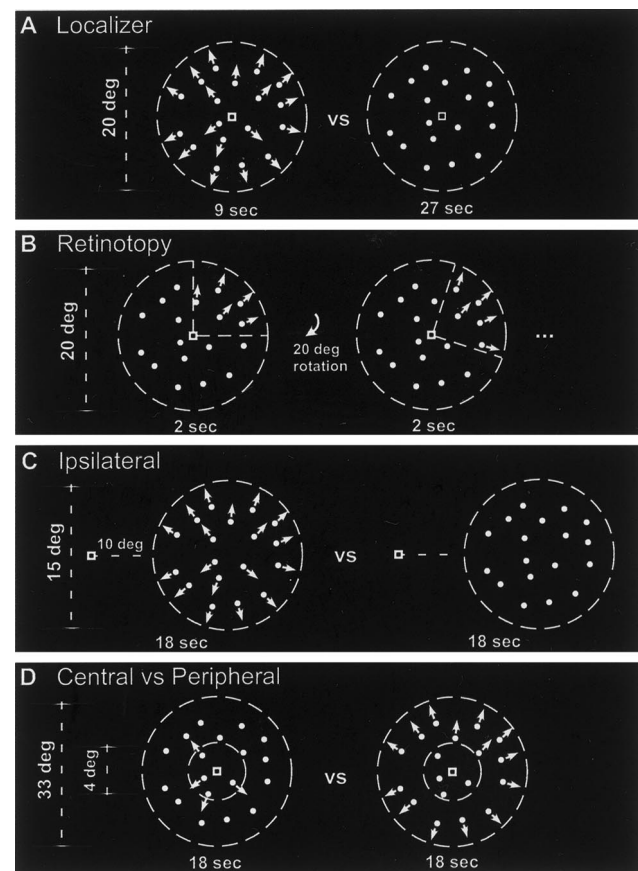 A Localizer
20 deg
vs
9 sec
27 sec
B Retinotopy
20 deg
20 deg
rotation
...
2 sec
2 sec
C Ipsilateral
15 deg
10 deg
vs
18 sec
18 sec
D Central vs Peripheral
33 deg
4 deg
vs
18 sec
18 sec